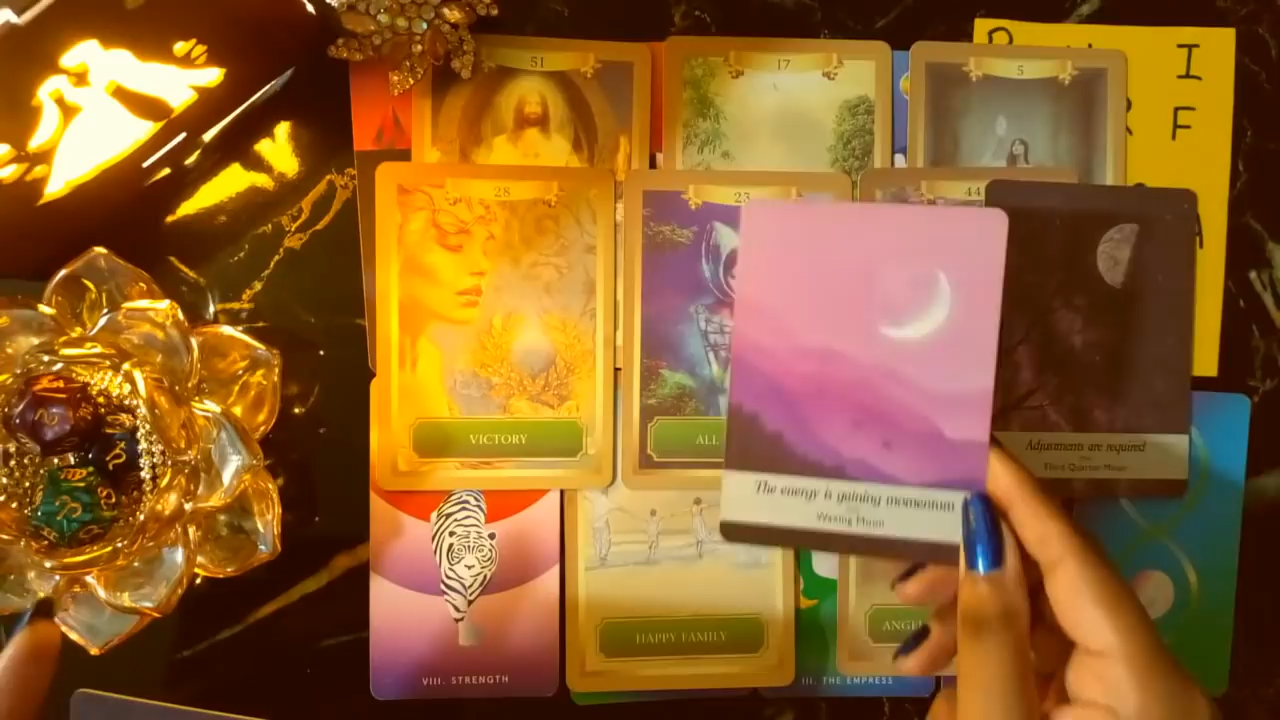 51
17
5
I
R F
A
28
23
44
VICTORY
ALL
The energy is gaining momentum
Waxing Moon
Adjustments are required
Quarter Moon
HAPPY FAMILY
ANGEL
VIII. STRENGTH
III. THE EMPRESS